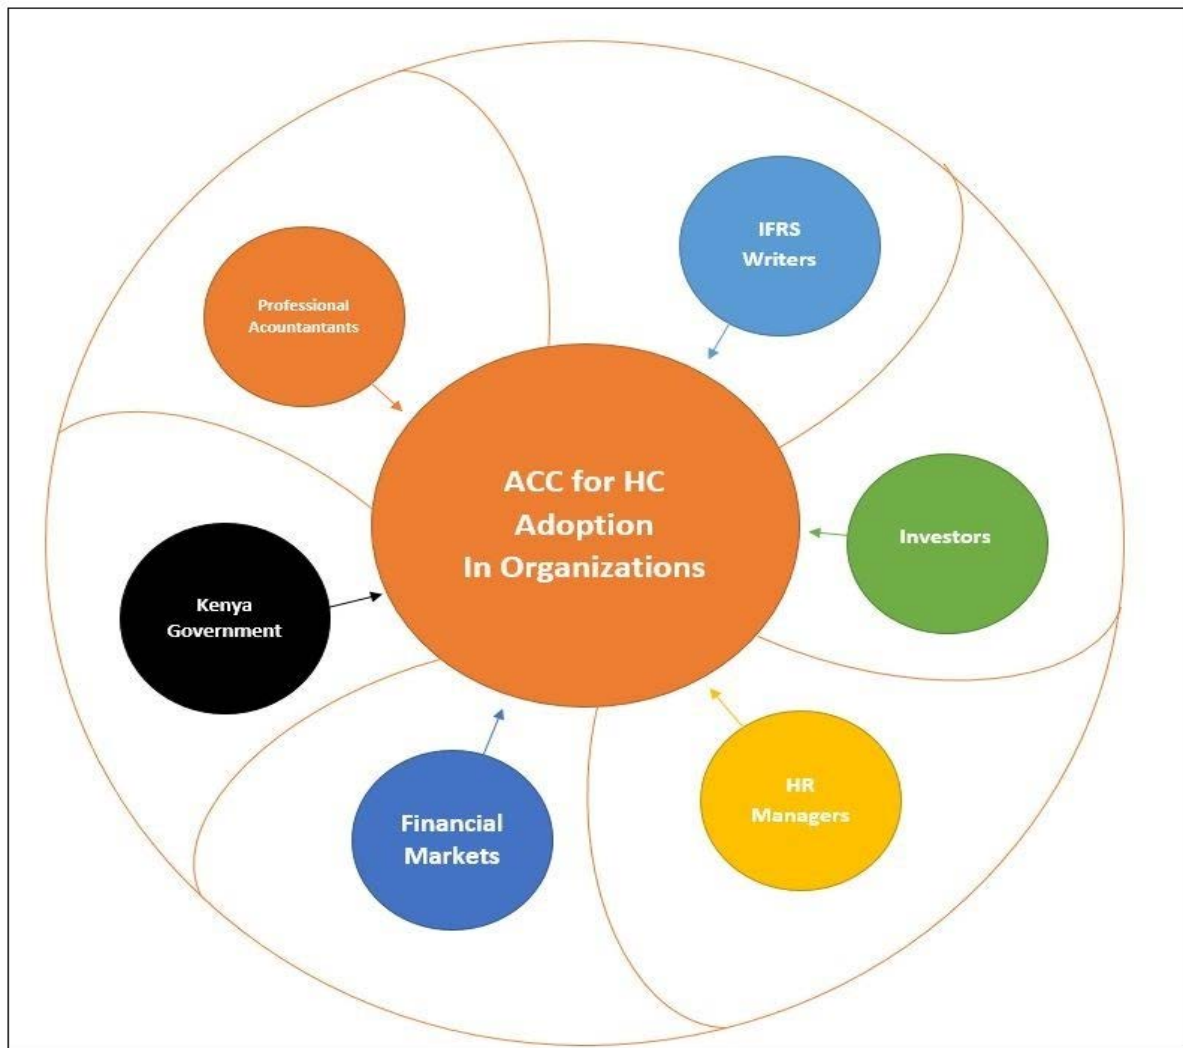 IFRS
Writers
Professional
Acountantants
ACC for HC
Adoption
In Organizations
Investors
Kenya
Government
HR
Managers
Financial
Markets